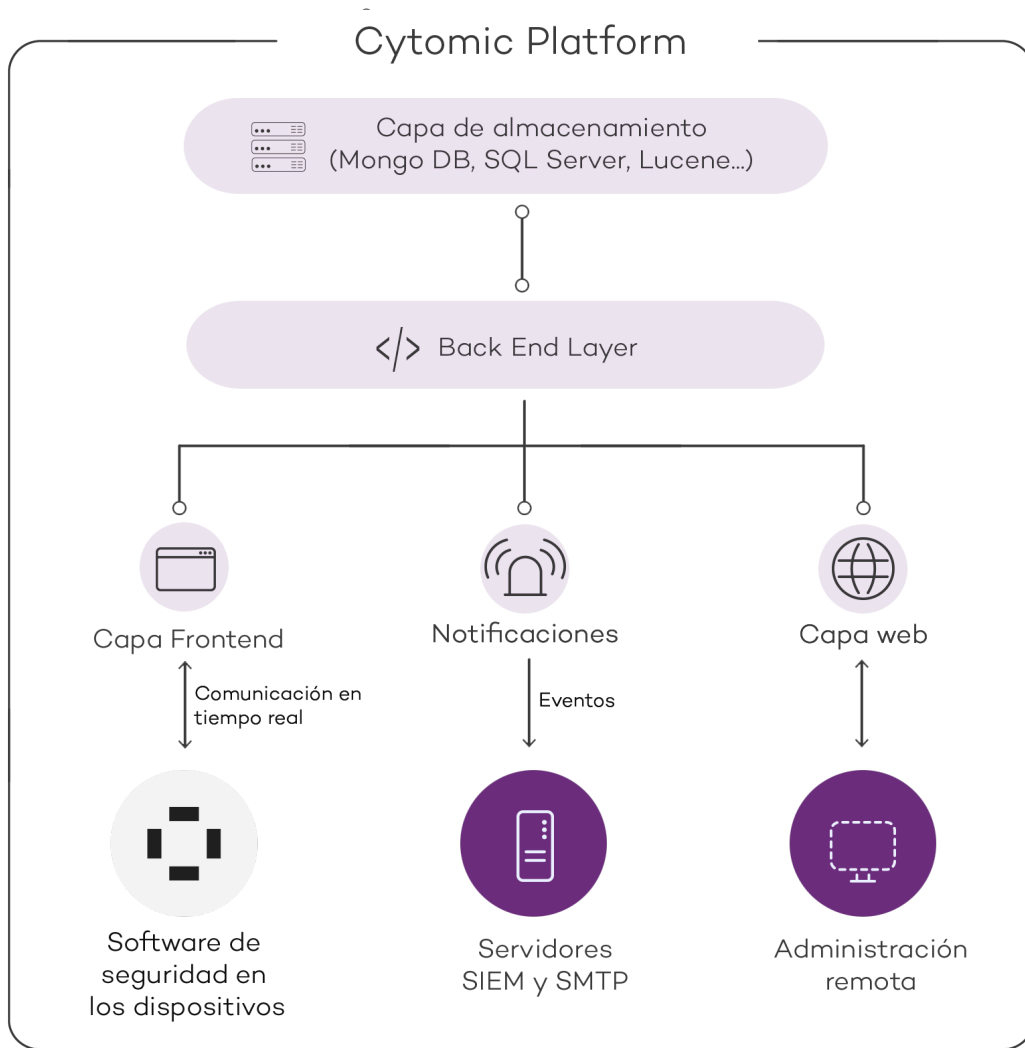 Cytomic Platform
Capa de almacenamiento
(Mongo DB, SQL Server, Lucene...)
</> Back End Layer
Capa Frontend
Notificaciones
Capa web
Comunicación en
tiempo real
Eventos
Software de
seguridad en
los dispositivos
Servidores
SIEM y SMTP
Administración
remota